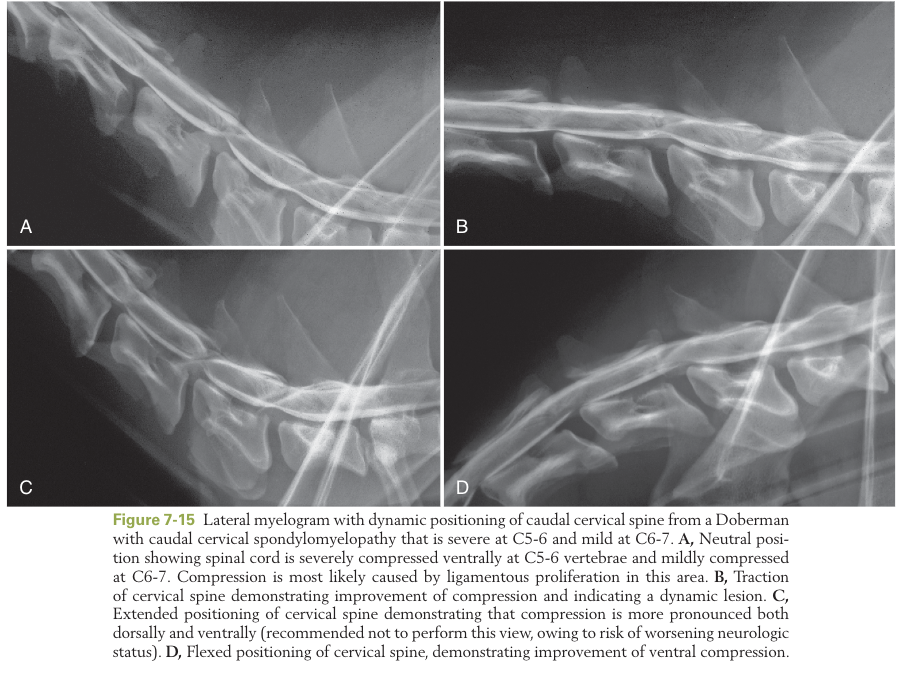 A
B
C
D
Figure 7-15 Lateral myelogram with dynamic positioning of caudal cervical spine from a Doberman
with caudal cervical spondylomyelopathy that is severe at C5-6 and mild at C6-7. A, Neutral posi-
tion showing spinal cord is severely compressed ventrally at C5-6 vertebrae and mildly compressed
at C6-7. Compression is most likely caused by ligamentous proliferation in this area. B, Traction
of cervical spine demonstrating improvement of compression and indicating a dynamic lesion. C,
Extended positioning of cervical spine demonstrating that compression is more pronounced both
dorsally and ventrally (recommended not to perform this view, owing to risk of worsening neurologic
status). D, Flexed positioning of cervical spine, demonstrating improvement of ventral compression.